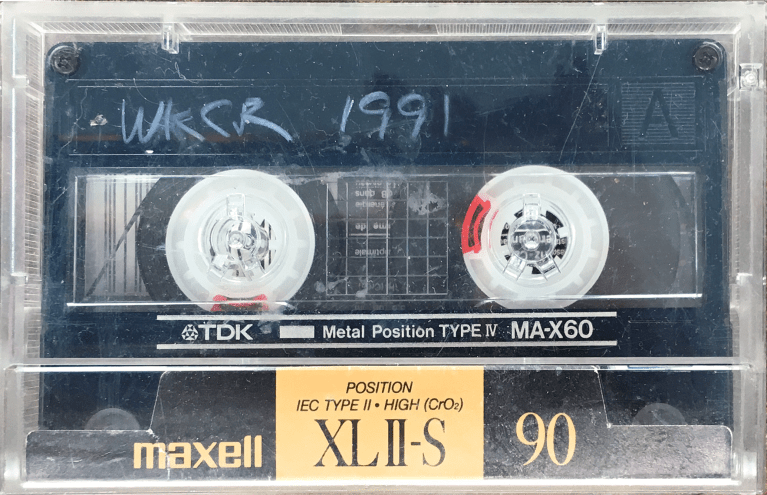 WKCR 1991
A
TDK Metal Position TYPE IV MA-X60
POSITION
IEC TYPE II • HIGH (CrO₂)
maxell XLII-S 90